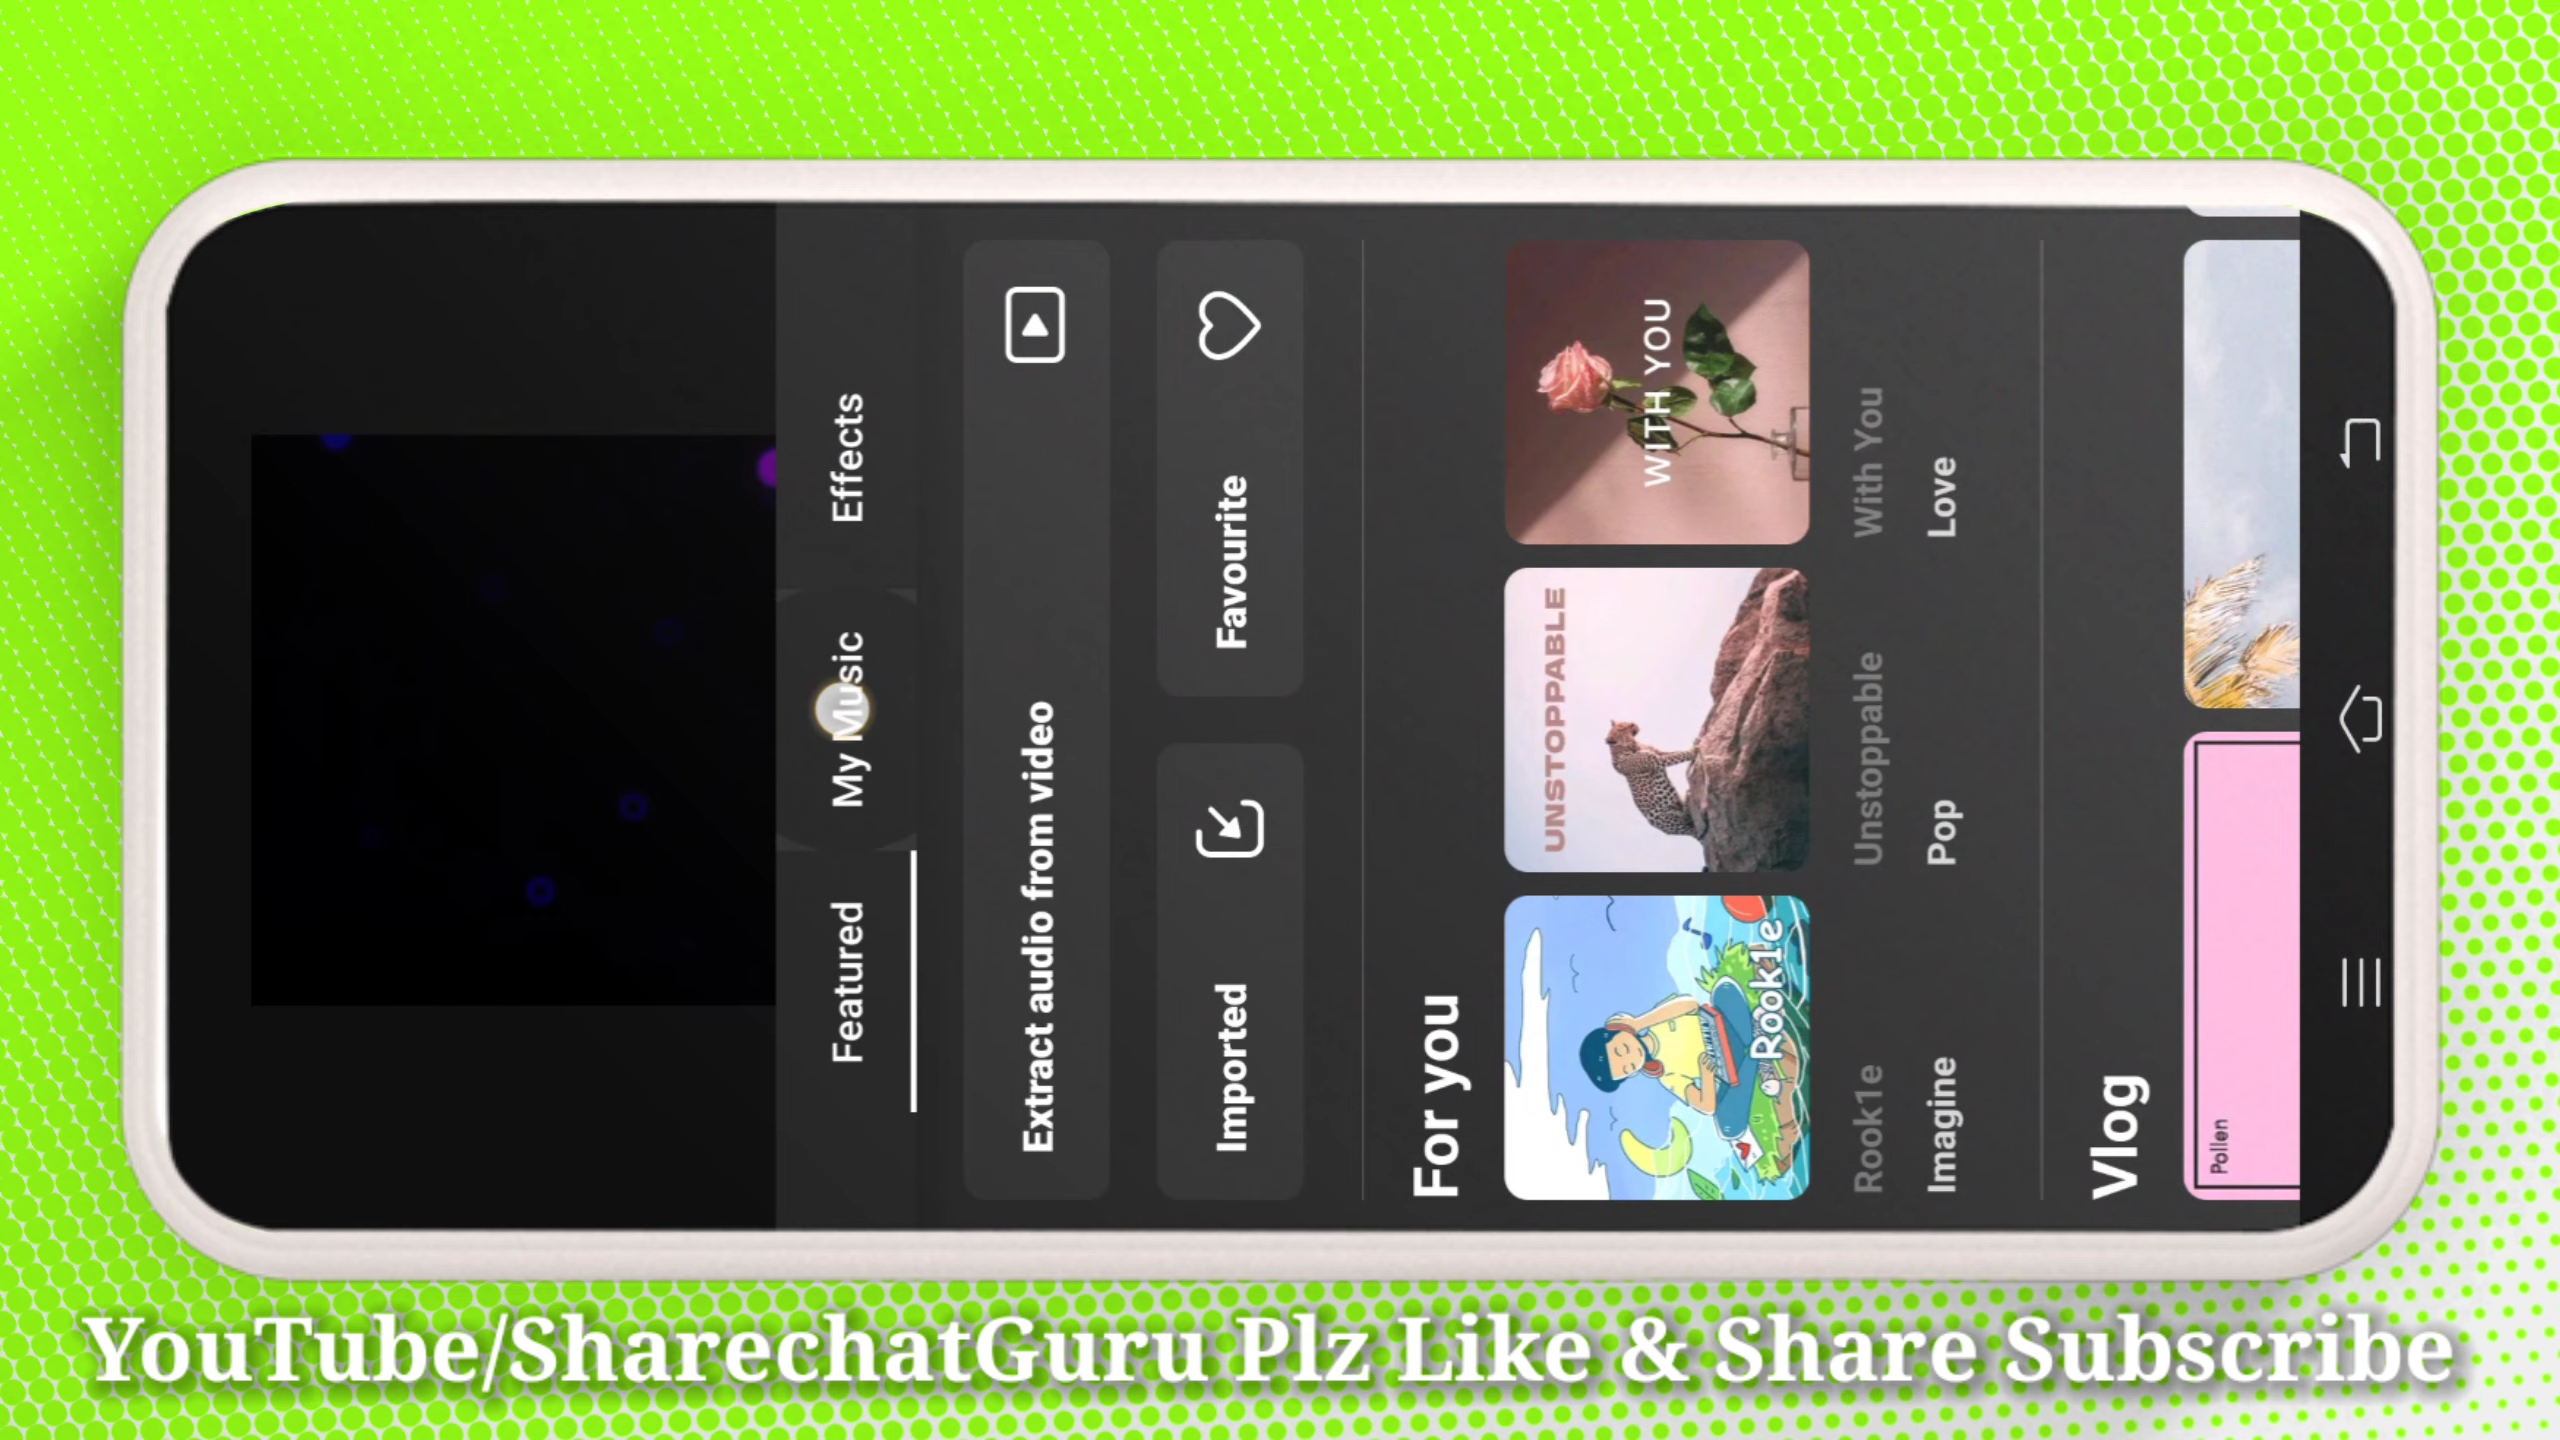 Featured
My Music
Effects
Extract audio from video
Imported
Favourite
For you
Rook1e
UNSTOPPABLE
WITH YOU
Rook1e
Unstoppable
With You
Imagine
Pop
Love
Vlog
Pollen
YouTube/SharechatGuru Plz Like & Share Subscribe